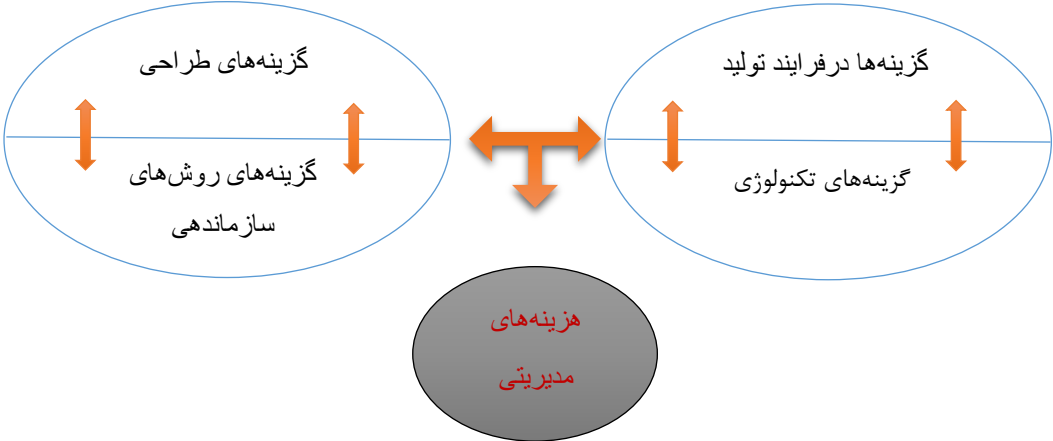 گزینه‌ها درفرایند تولید
گزینه‌های تکنولوژی
گزینه‌های طراحی
گزینه‌های روش‌های
سازماندهی
هزینه‌های
مدیریتی